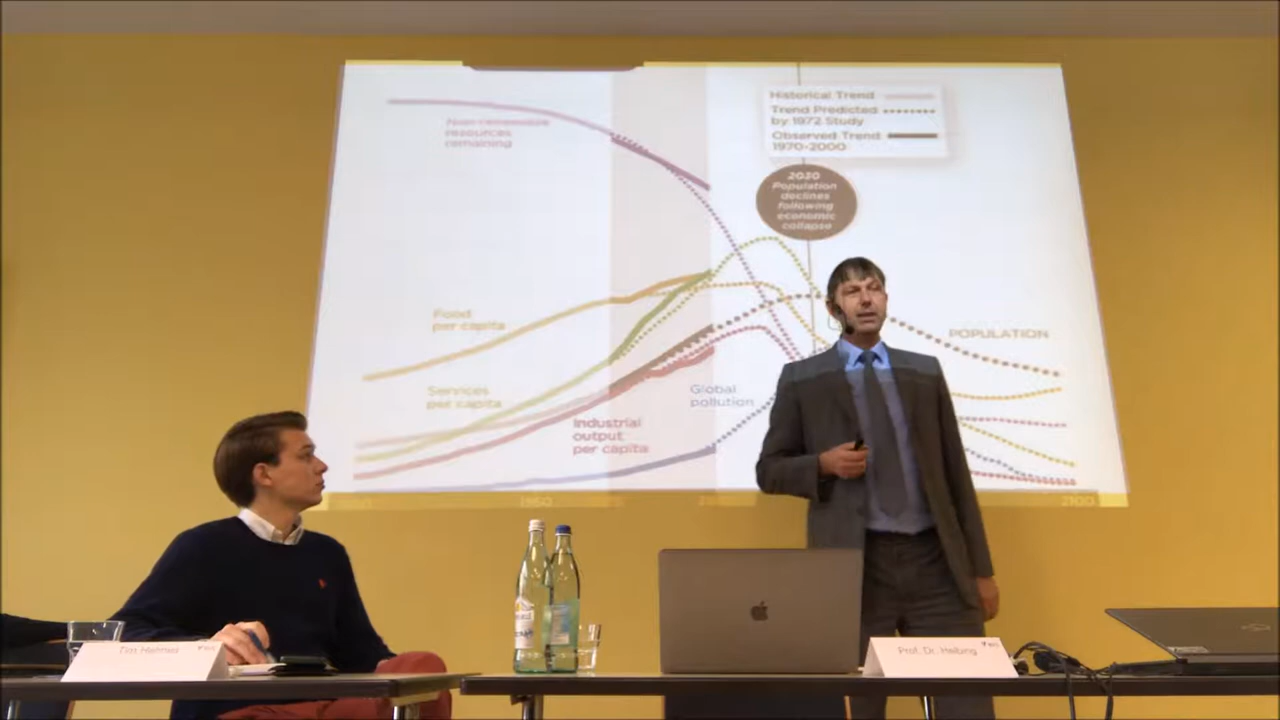 Historical Trend
Trend Predicted
by 1972 Study
Observed Trend
1970-2000
Non-renewable
resources
remaining
2030
Population
declines
following
economic
collapse
Food
per capita
POPULATION
Services
per capita
Global
pollution
Industrial
output
per capita
1950
2100
Tim
Prof. Dr. Helbing